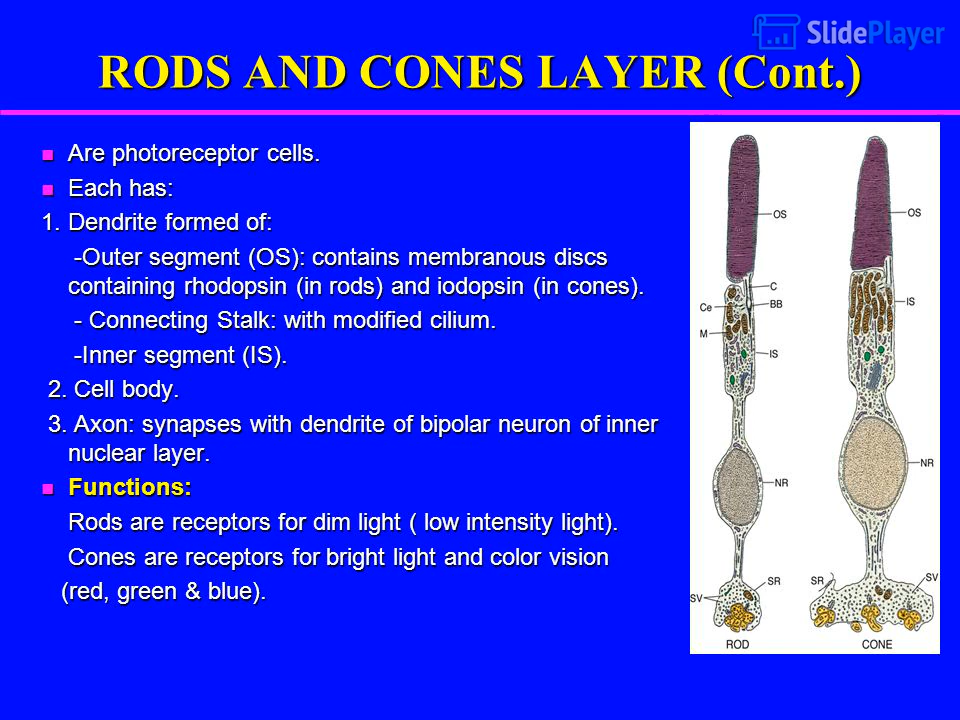 SlidePlayer
RODS AND CONES LAYER (Cont.)
Are photoreceptor cells.
Each has:
1. Dendrite formed of:
-Outer segment (OS): contains membranous discs
containing rhodopsin (in rods) and iodopsin (in cones).
- Connecting Stalk: with modified cilium.
-Inner segment (IS).
2. Cell body.
3. Axon: synapses with dendrite of bipolar neuron of inner
nuclear layer.
Functions:
Rods are receptors for dim light ( low intensity light).
Cones are receptors for bright light and color vision
(red, green & blue).
OS
C
BB
Ce
M
IS
NR
SR
SV
ROD
OS
IS
NR
SR
SV
CONE